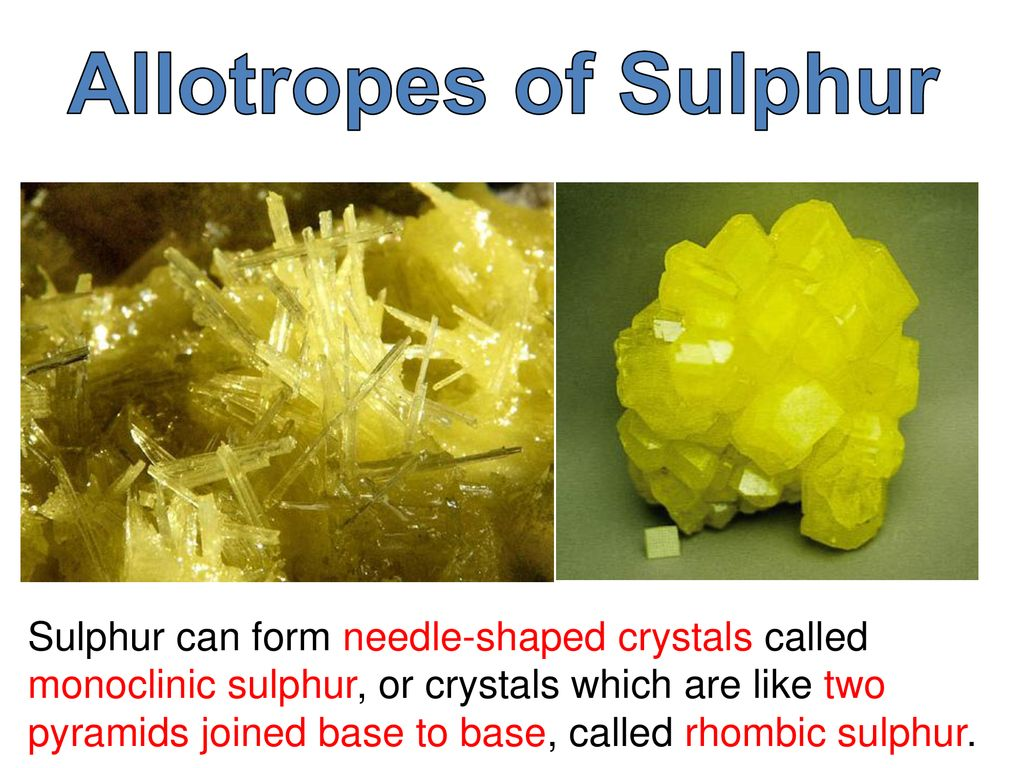 Allotropes of Sulphur
Sulphur can form needle-shaped crystals called
monoclinic sulphur, or crystals which are like two
pyramids joined base to base, called rhombic sulphur.